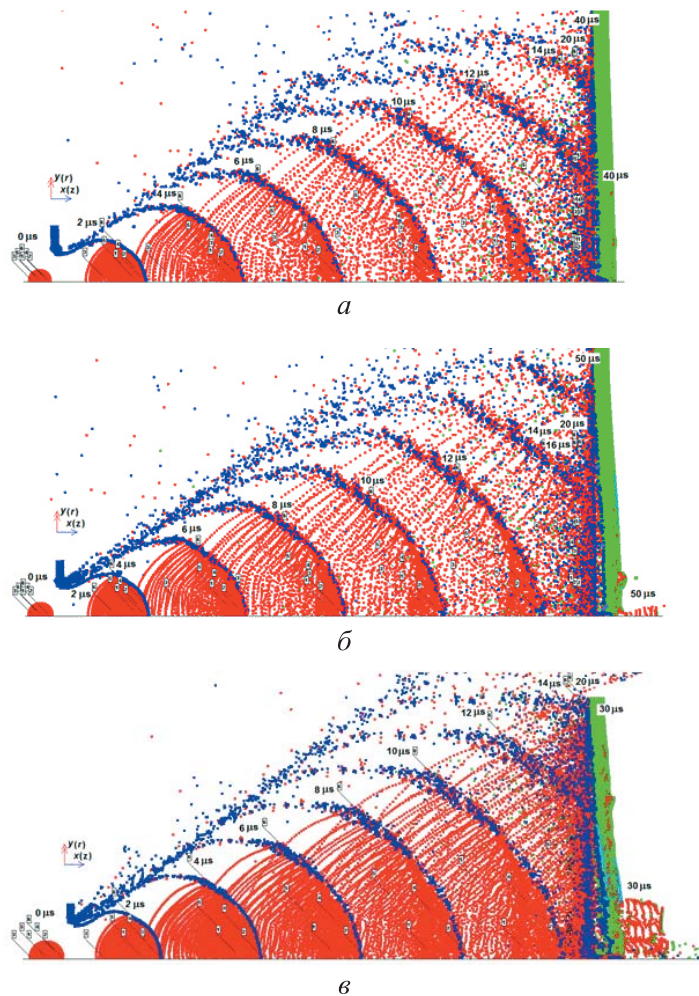 40 µs
20 µs
14 µs
12 µs
10 µs
8 µs
6 µs
4 µs
40 µs
y(r)
x(z)
2 µs
0 µs
а
50 µs
20 µs
14 µs
16 µs
12 µs
10 µs
8 µs
y(r)
x(z)
6 µs
4 µs
0 µs
2 µs
50 µs
б
14 µs 20 µs
30 µs
12 µs
10 µs
8 µs
6 µs
y(r)
x(z)
4 µs
2 µs
30 µs
0 µs
в